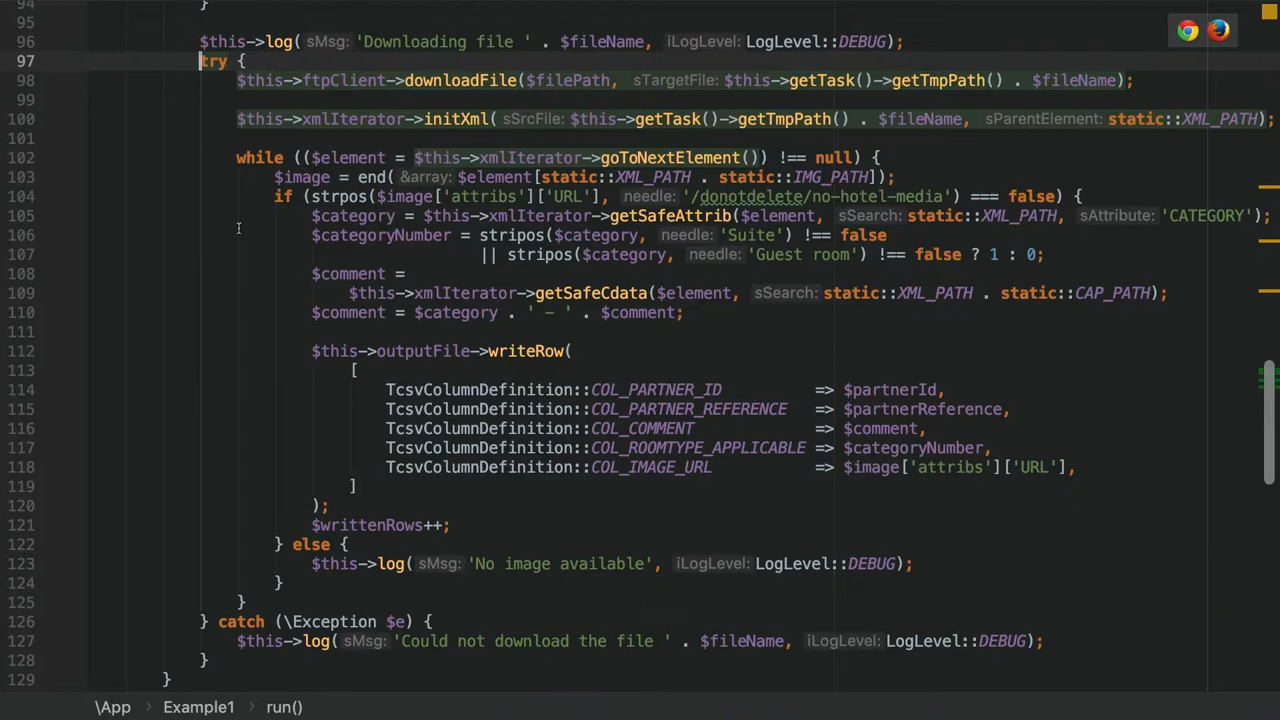 94 }
95
96 $this->log( sMsg: 'Downloading file ' . $fileName, iLogLevel: LogLevel::DEBUG);
97 try {
98 $this->ftpClient->downloadFile($filePath, sTargetFile: $this->getTask()->getTmpPath() . $fileName);
99
100 $this->xmlIterator->initXml( sSrcFile: $this->getTask()->getTmpPath() . $fileName, sParentElement: static::XML_PATH);
101
102 while (($element = $this->xmlIterator->goToNextElement()) !== null) {
103 $image = end( &array: $element[static::XML_PATH . static::IMG_PATH]);
104 if (strpos($image['attribs']['URL'], needle: '/donotdelete/no-hotel-media') === false) {
105 $category = $this->xmlIterator->getSafeAttrib($element, sSearch: static::XML_PATH, sAttribute: 'CATEGORY');
106 $categoryNumber = stripos($category, needle: 'Suite') !== false
107 || stripos($category, needle: 'Guest room') !== false ? 1 : 0;
108 $comment =
109 $this->xmlIterator->getSafeCdata($element, sSearch: static::XML_PATH . static::CAP_PATH);
110 $comment = $category . ' - ' . $comment;
111
112 $this->outputFile->writeRow(
113 [
114 TcsvColumnDefinition::COL_PARTNER_ID => $partnerId,
115 TcsvColumnDefinition::COL_PARTNER_REFERENCE => $partnerReference,
116 TcsvColumnDefinition::COL_COMMENT => $comment,
117 TcsvColumnDefinition::COL_ROOMTYPE_APPLICABLE => $categoryNumber,
118 TcsvColumnDefinition::COL_IMAGE_URL => $image['attribs']['URL'],
119 ]
120 );
121 $writtenRows++;
122 } else {
123 $this->log( sMsg: 'No image available', iLogLevel: LogLevel::DEBUG);
124 }
125 }
126 } catch (\Exception $e) {
127 $this->log( sMsg: 'Could not download the file ' . $fileName, iLogLevel: LogLevel::DEBUG);
128 }
129 }
\App > Example1 > run()